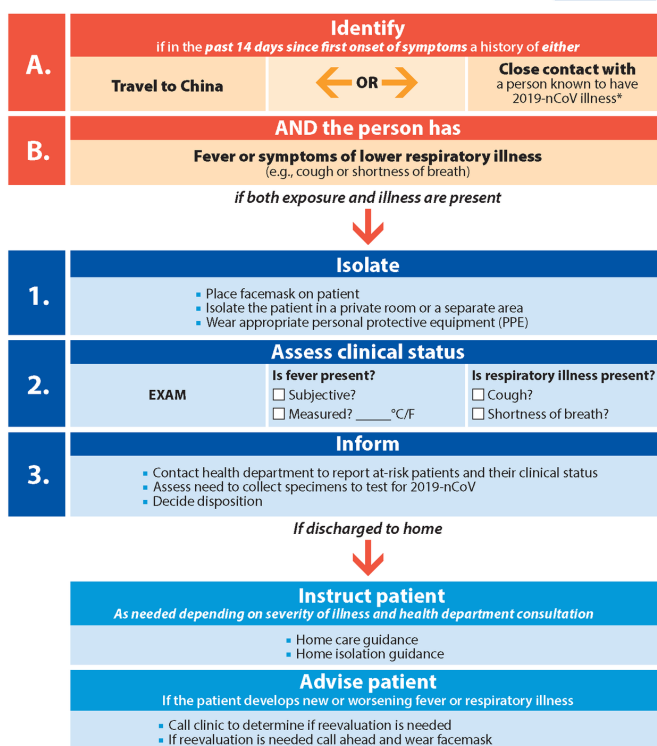 A.
Identify
if in the past 14 days since first onset of symptoms a history of either
Travel to China
OR
Close contact with
a person known to have
2019-nCoV illness*
B.
AND the person has
Fever or symptoms of lower respiratory illness
(e.g., cough or shortness of breath)
if both exposure and illness are present
1.
Isolate
Place facemask on patient
Isolate the patient in a private room or a separate area
Wear appropriate personal protective equipment (PPE)
2.
Assess clinical status
EXAM
Is fever present?
Subjective?
Measured? _____°C/F
Is respiratory illness present?
Cough?
Shortness of breath?
3.
Inform
Contact health department to report at-risk patients and their clinical status
Assess need to collect specimens to test for 2019-nCoV
Decide disposition
If discharged to home
Instruct patient
As needed depending on severity of illness and health department consultation
Home care guidance
Home isolation guidance
Advise patient
If the patient develops new or worsening fever or respiratory illness
Call clinic to determine if reevaluation is needed
If reevaluation is needed call ahead and wear facemask